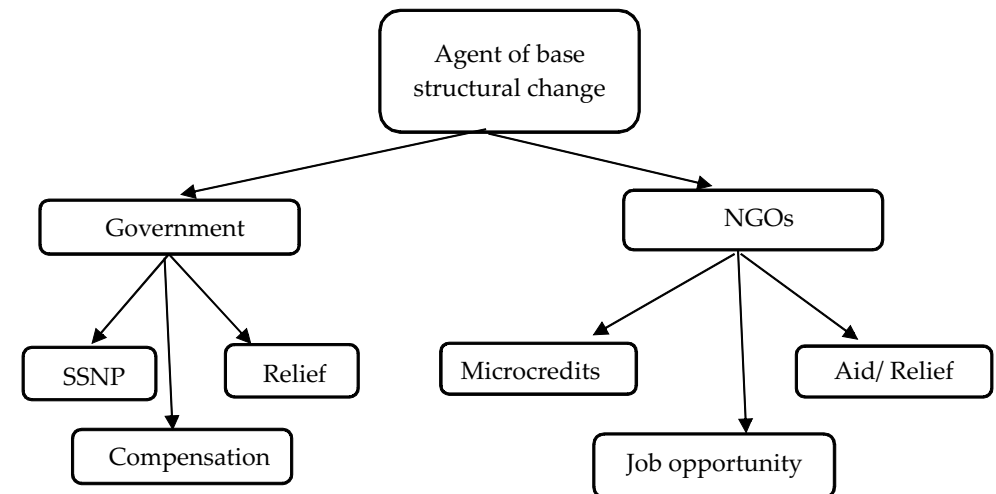 Agent of base
structural change
Government
NGOs
SSNP
Relief
Microcredits
Aid/ Relief
Compensation
Job opportunity